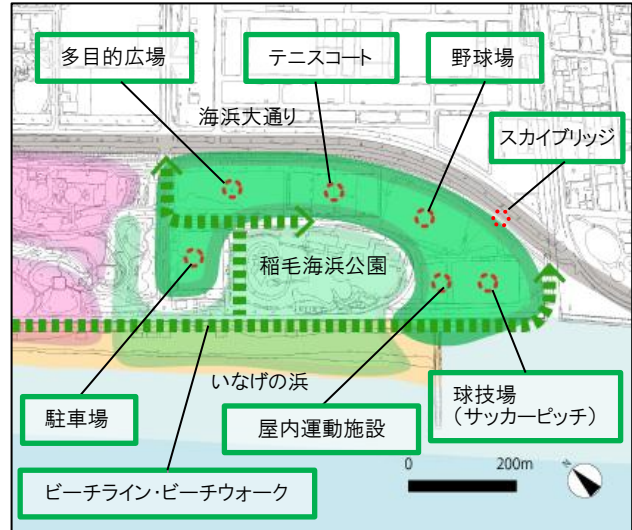 多目的広場
テニスコート
野球場
海浜大通り
スカイブリッジ
稲毛海浜公園
いなげの浜
駐車場
屋内運動施設
球技場
（サッカーピッチ）
ビーチライン・ビーチウォーク
0 200m
N